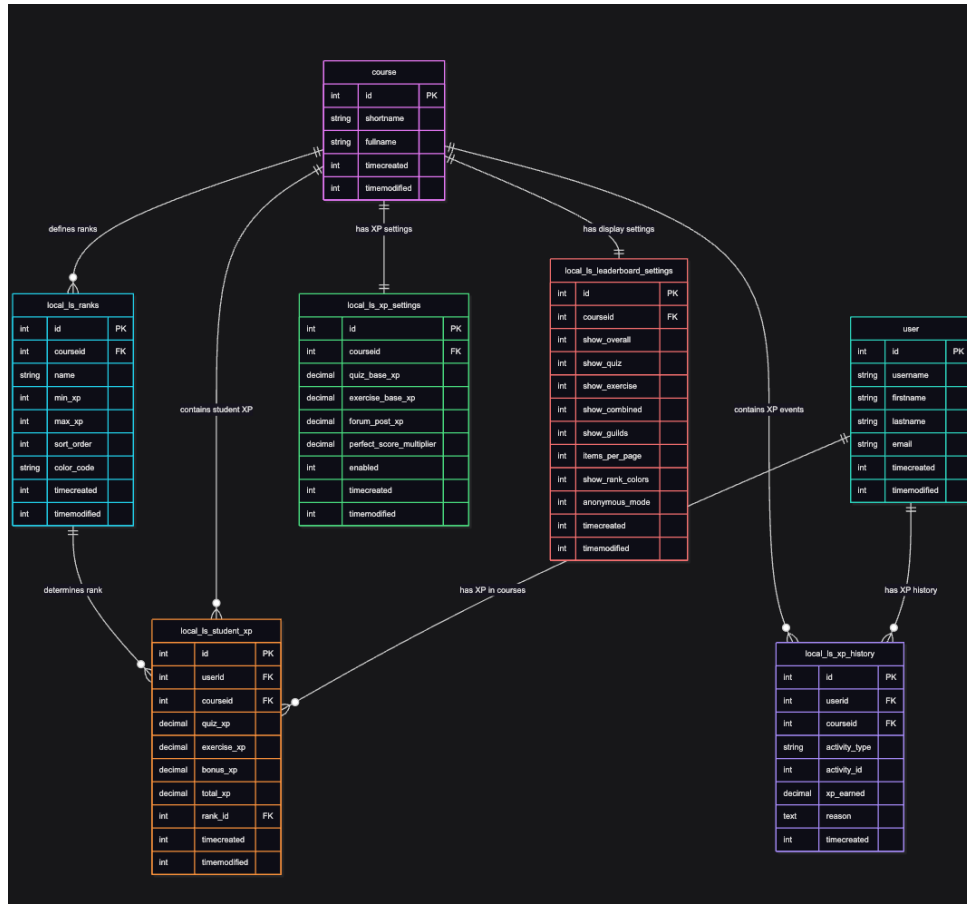 course
int id PK
string shortname
string fullname
int timecreated
int timemodified
defines ranks
has XP settings
has display settings
local_ls_ranks
int id PK
int courseid FK
string name
int min_xp
int max_xp
int sort_order
string color_code
int timecreated
int timemodified
local_ls_xp_settings
int id PK
int courseid FK
decimal quiz_base_xp
decimal exercise_base_xp
decimal forum_post_xp
decimal perfect_score_multiplier
int enabled
int timecreated
int timemodified
local_ls_leaderboard_settings
int id PK
int courseid FK
int show_overall
int show_quiz
int show_exercise
int show_combined
int show_guilds
int items_per_page
int show_rank_colors
int anonymous_mode
int timecreated
int timemodified
user
int id PK
string username
string firstname
string lastname
string email
int timecreated
int timemodified
contains student XP
contains XP events
determines rank
has XP in courses
has XP history
local_ls_student_xp
int id PK
int userid FK
int courseid FK
decimal quiz_xp
decimal exercise_xp
decimal bonus_xp
decimal total_xp
int rank_id FK
int timecreated
int timemodified
local_ls_xp_history
int id PK
int userid FK
int courseid FK
string activity_type
int activity_id
decimal xp_earned
text reason
int timecreated